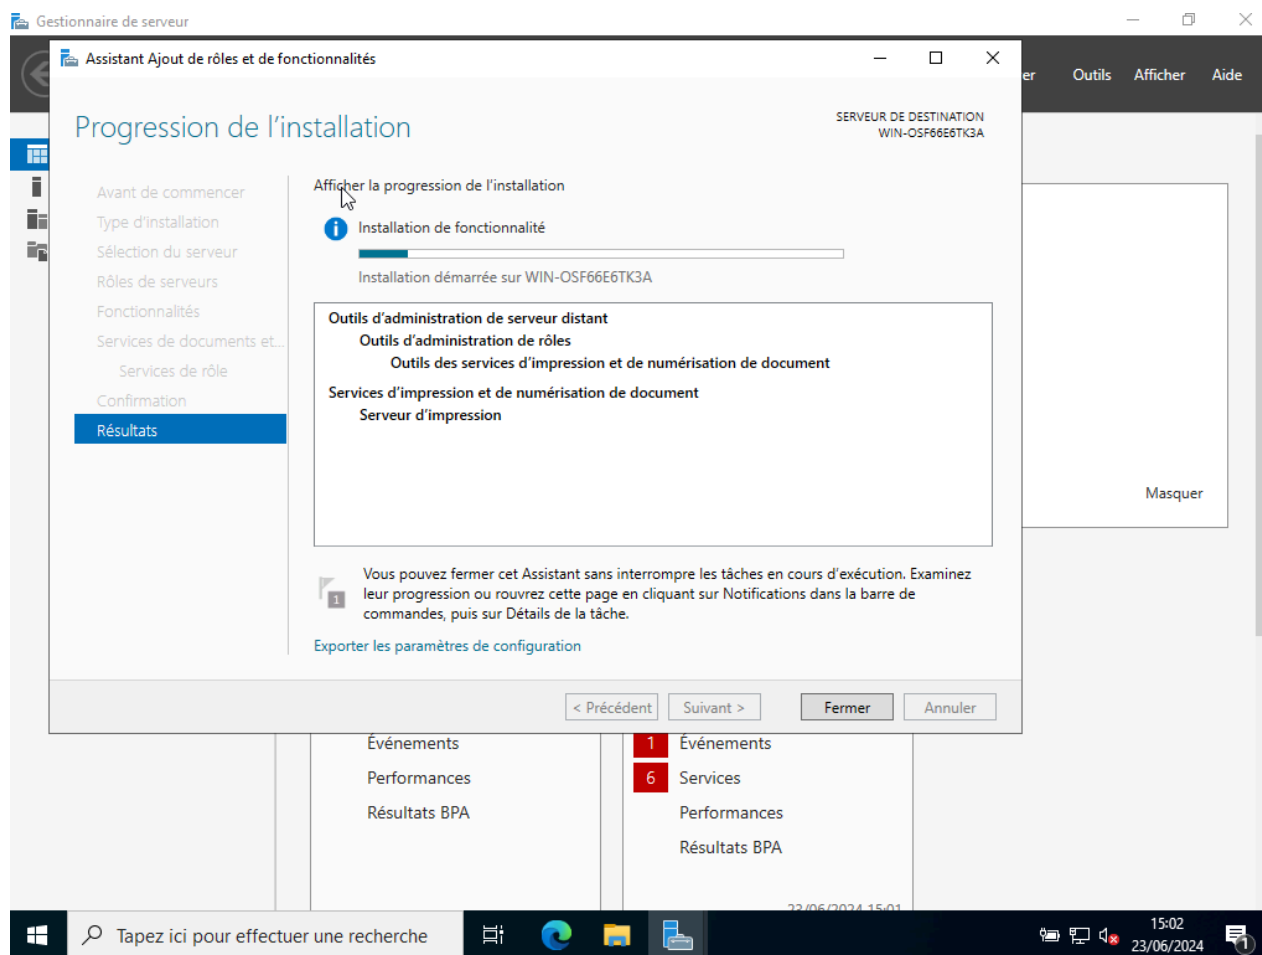 Gestionnaire de serveur
Assistant Ajout de rôles et de fonctionnalités
er Outils Afficher Aide
Progression de l'installation
SERVEUR DE DESTINATION
WIN-OSF66E6TK3A
Avant de commencer
Type d'installation
Sélection du serveur
Rôles de serveurs
Fonctionnalités
Services de documents et...
Services de rôle
Confirmation
Résultats
Afficher la progression de l'installation
Installation de fonctionnalité
Installation démarrée sur WIN-OSF66E6TK3A
Outils d'administration de serveur distant
Outils d'administration de rôles
Outils des services d'impression et de numérisation de document
Services d'impression et de numérisation de document
Serveur d'impression
1
Vous pouvez fermer cet Assistant sans interrompre les tâches en cours d'exécution. Examinez
leur progression ou rouvrez cette page en cliquant sur Notifications dans la barre de
commandes, puis sur Détails de la tâche.
Exporter les paramètres de configuration
< Précédent Suivant > Fermer Annuler
Masquer
Événements
Performances
Résultats BPA
1 Événements
6 Services
Performances
Résultats BPA
23/06/2024 15:01
Tapez ici pour effectuer une recherche
15:02
23/06/2024
1